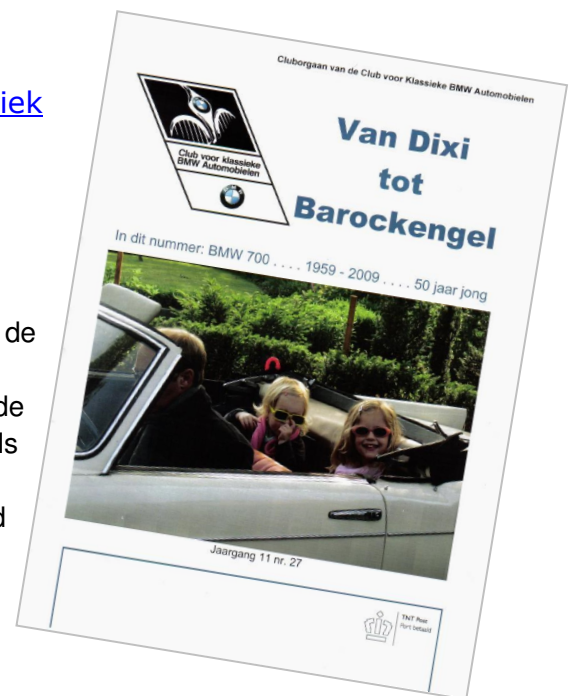 iek
de
de
ls
d
Cluborgaan van de Club voor Klassieke BMW Automobielen
Club voor klassieke
BMW Automobielen
BMW
Van Dixi
tot
Barockengel
In dit nummer: BMW 700 . . . . 1959 - 2009 . . . . 50 jaar jong
Jaargang 11 nr. 27
TNT Post
Port betaald